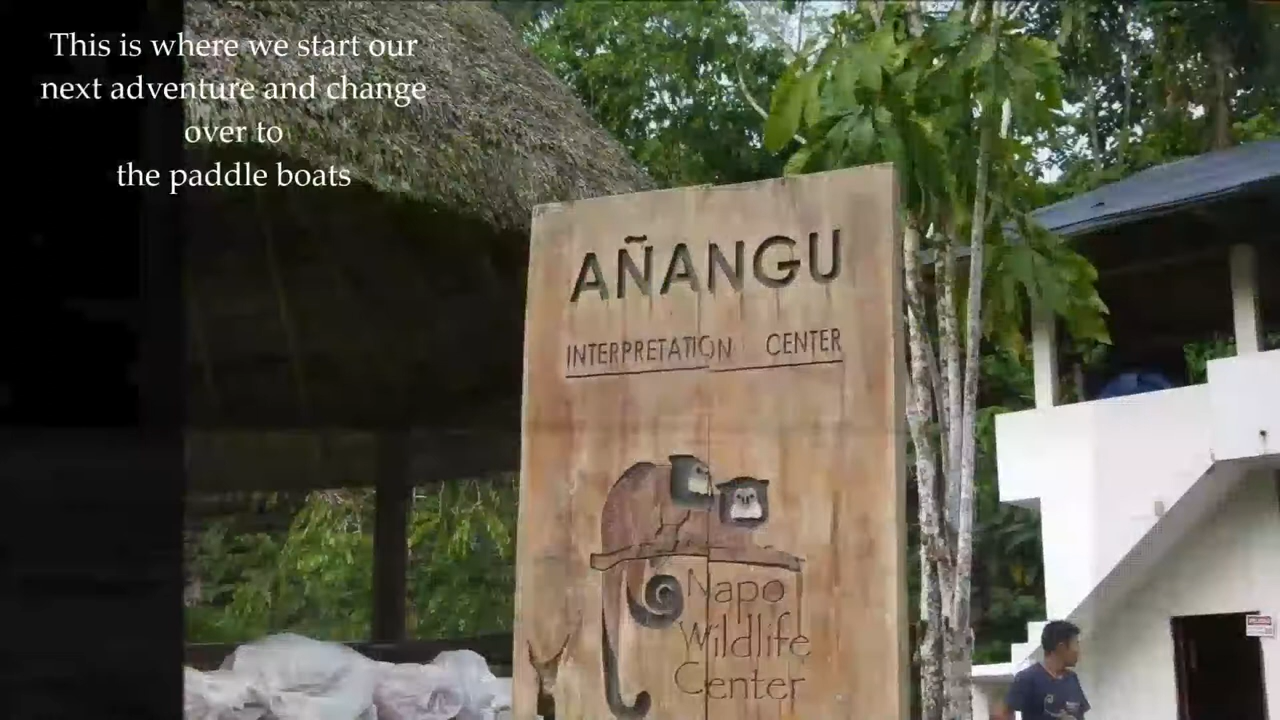 This is where we start our
next adventure and change
over to
the paddle boats
AÑANGU
INTERPRETATION CENTER
Napo
Wildlife
Center